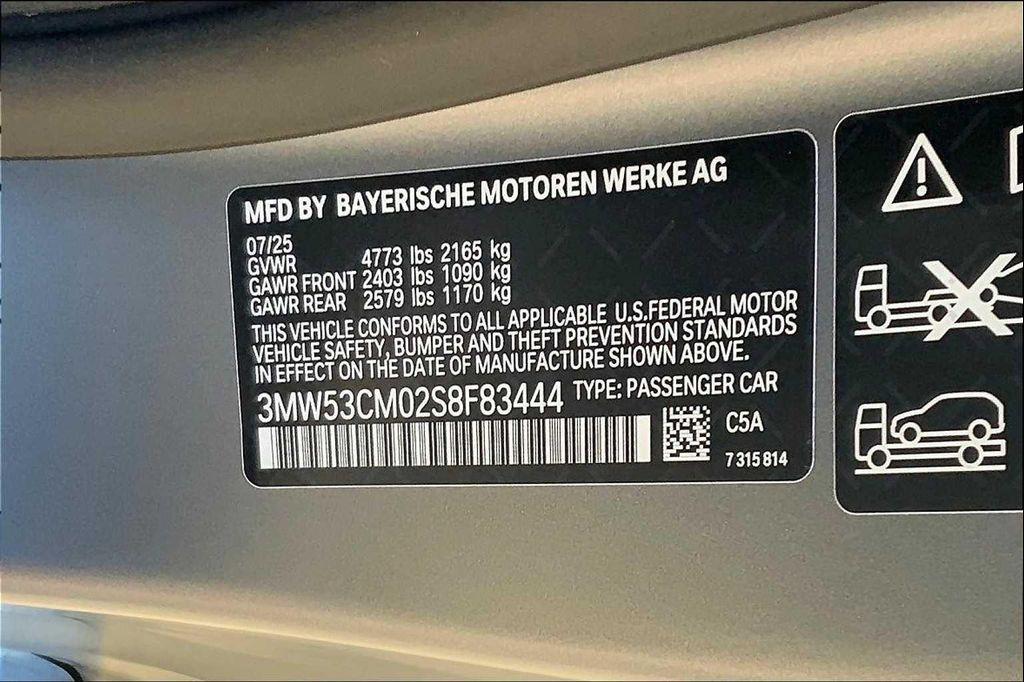 MFD BY BAYERISCHE MOTOREN WERKE AG
07/25
GVWR 4773 lbs 2165 kg
GAWR FRONT 2403 lbs 1090 kg
GAWR REAR 2579 lbs 1170 kg
THIS VEHICLE CONFORMS TO ALL APPLICABLE U.S.FEDERAL MOTOR
VEHICLE SAFETY, BUMPER AND THEFT PREVENTION STANDARDS
IN EFFECT ON THE DATE OF MANUFACTURE SHOWN ABOVE.
3MW53CM02S8F83444 TYPE: PASSENGER CAR
C5A
7 315 814